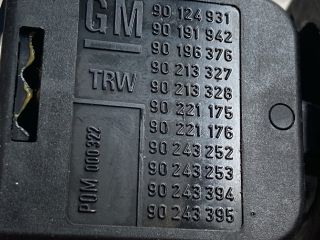 GM
TRW
POM 000322
90 124 931
90 191 942
90 196 376
90 213 327
90 213 328
90 221 175
90 221 176
90 243 252
90 243 253
90 243 394
90 243 395